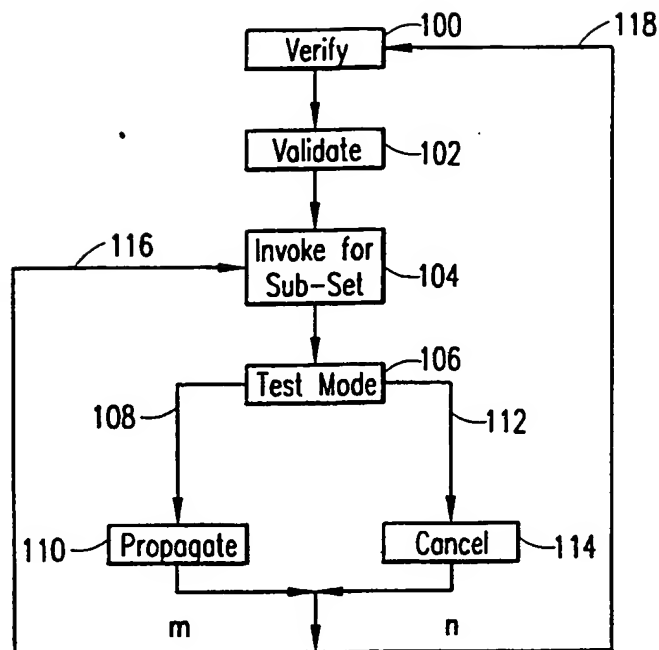 100
118
Verify
Validate
102
116
Invoke for
Sub-Set
104
106
Test Mode
108
112
110
Propagate
Cancel
114
m
n